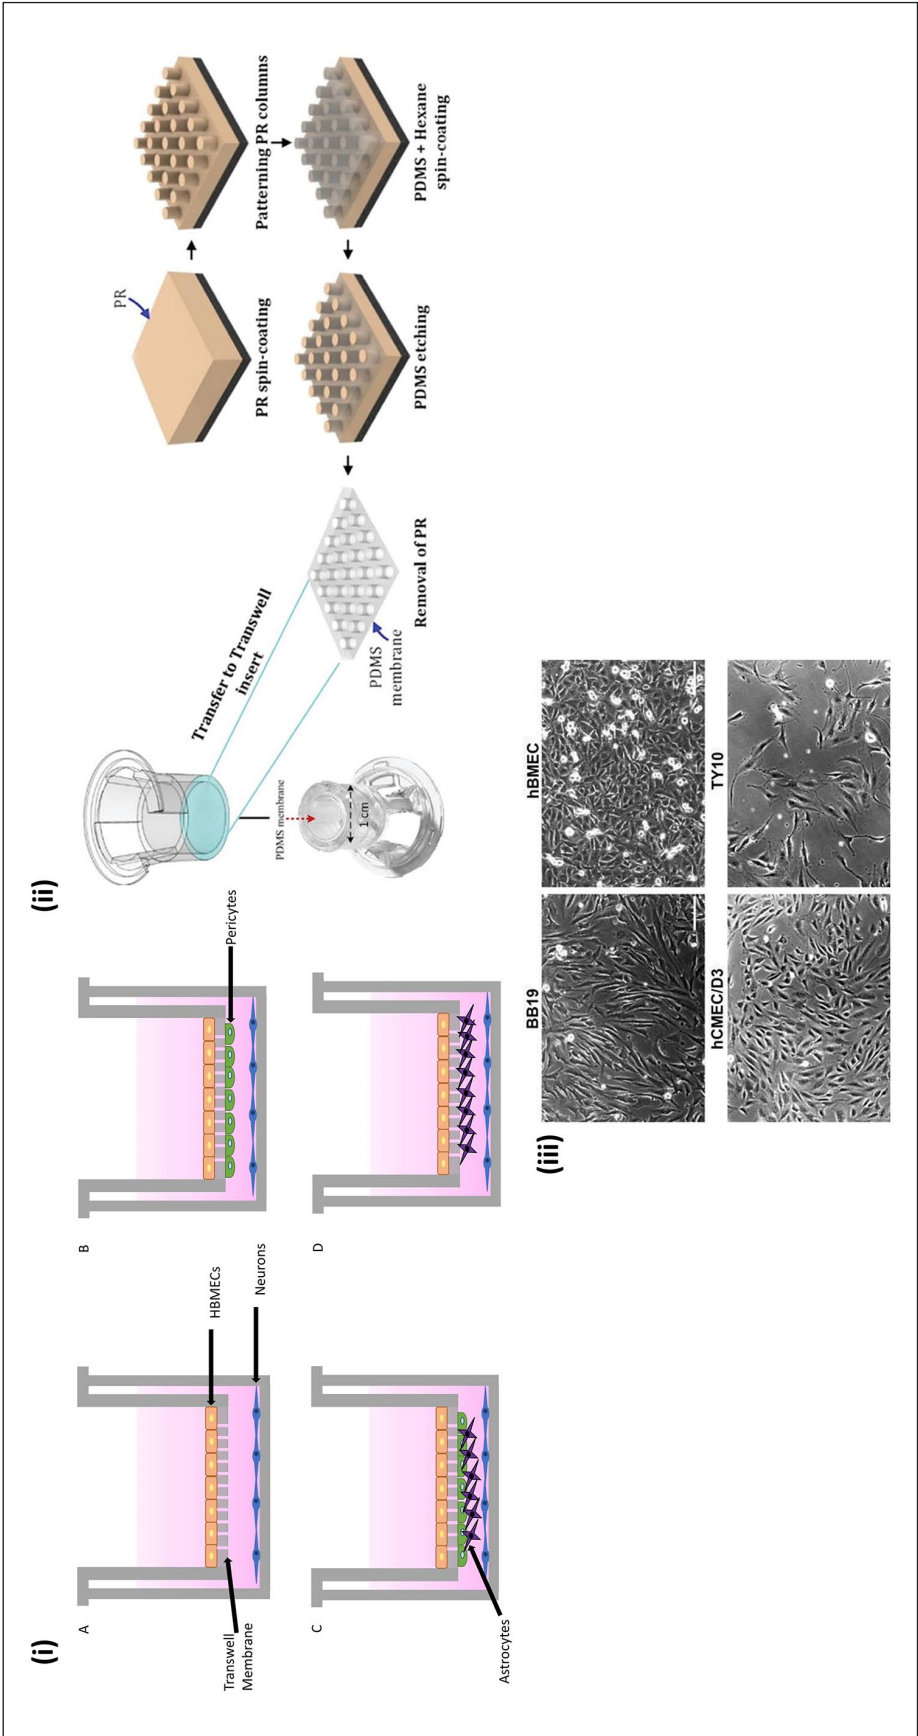 (i)
A
Transwell
Membrane
HBMECs
Neurons
B
Pericytes
C
Astrocytes
D
(ii)
PR
PR spin-coating
Patterning PR columns
PDMS + Hexane
spin-coating
PDMS etching
Removal of PR
PDMS
membrane
Transfer to Transwell
insert
PDMS membrane
1 cm
(iii)
BB19
hBMEC
hCMEC/D3
TY10